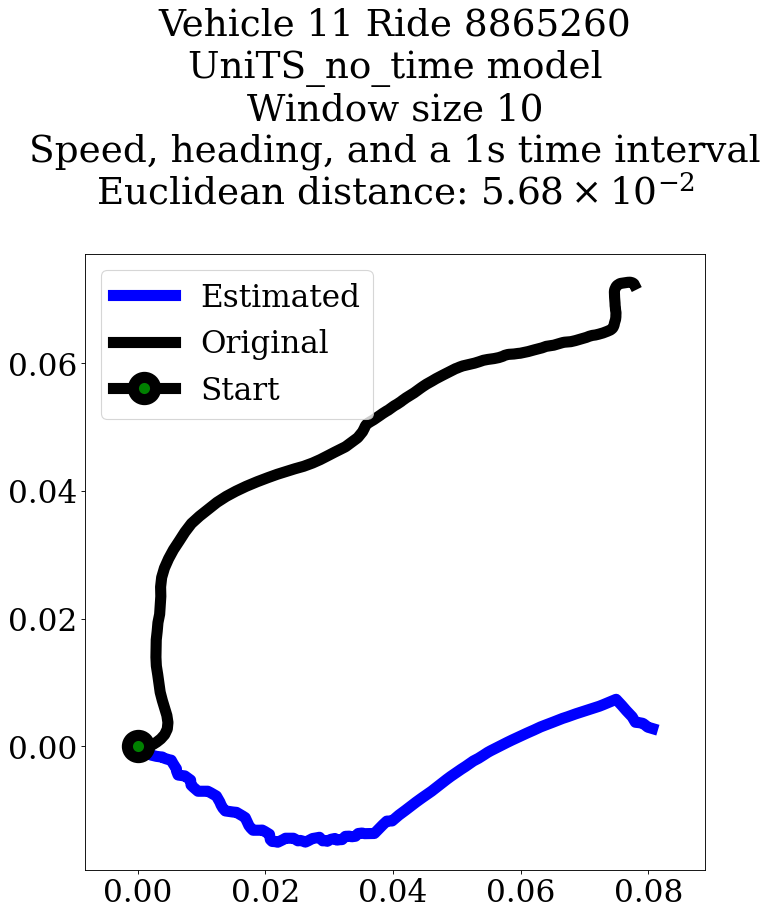 Vehicle 11 Ride 8865260
UniTS_no_time model
Window size 10
Speed, heading, and a 1s time interval
Euclidean distance: 5.68 × 10⁻²
Estimated
Original
Start
0.06
0.04
0.02
0.00
0.00 0.02 0.04 0.06 0.08